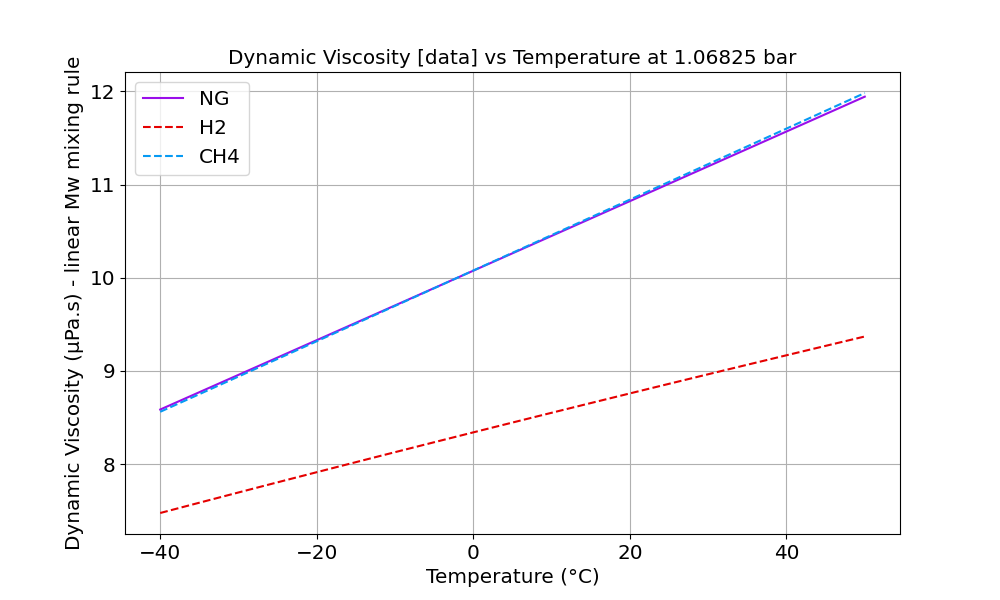 Dynamic Viscosity [data] vs Temperature at 1.06825 bar
Dynamic Viscosity (μPa.s) - linear Mw mixing rule
12
11
10
9
8
NG
H2
CH4
−40
−20
0
20
40
Temperature (°C)